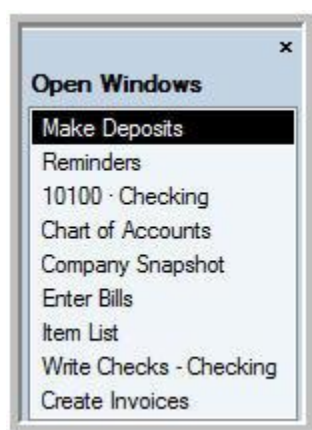 ×
Open Windows
Make Deposits
Reminders
10100 · Checking
Chart of Accounts
Company Snapshot
Enter Bills
Item List
Write Checks - Checking
Create Invoices